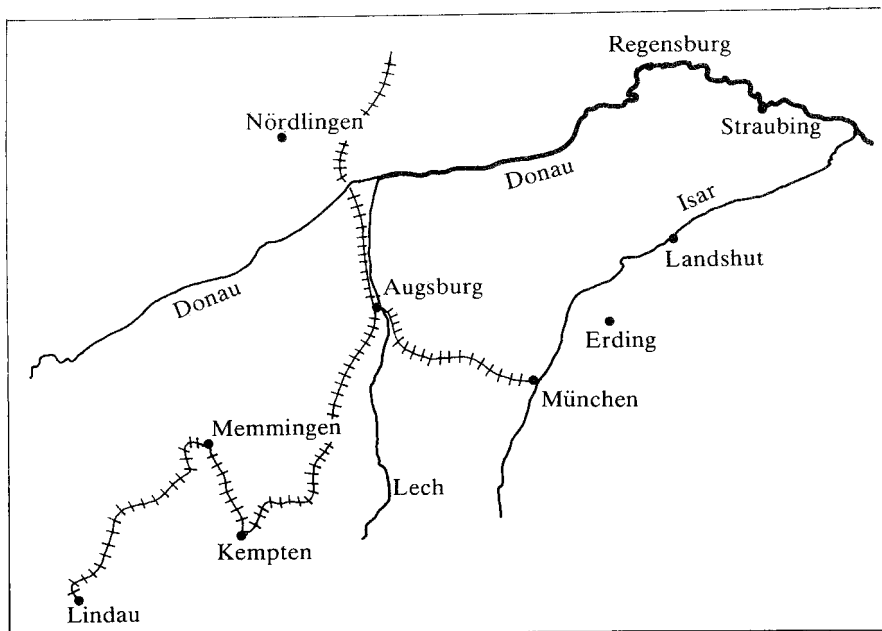 Regensburg
Nördlingen
Straubing
Donau
Isar
Landshut
Donau
Augsburg
Erding
München
Memmingen
Lech
Kempten
Lindau